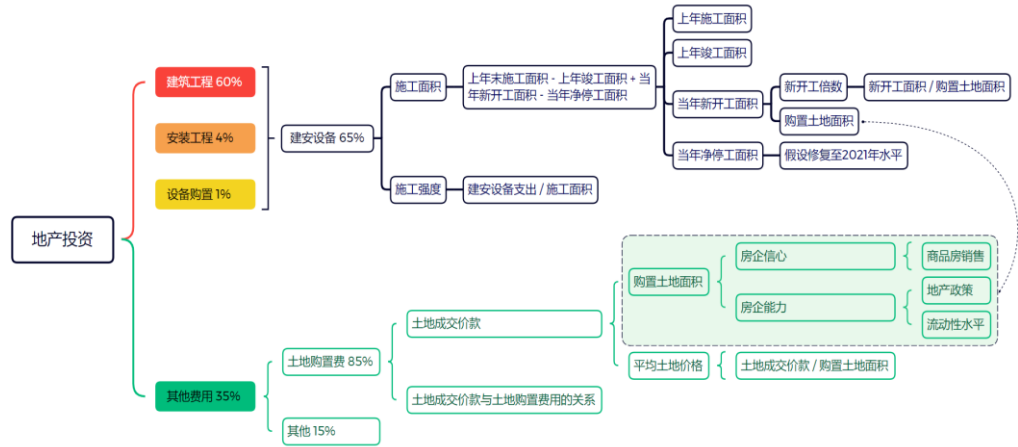 地产投资
建筑工程 60%
安装工程 4%
设备购置 1%
建安设备 65%
施工面积
上年末施工面积 - 上年竣工面积 + 当
年新开工面积 - 当年净停工面积
上年施工面积
上年竣工面积
当年新开工面积
新开工倍数
新开工面积 / 购置土地面积
购置土地面积
当年净停工面积
假设修复至2021年水平
施工强度
建安设备支出 / 施工面积
其他费用 35%
土地购置费 85%
土地成交价款
购置土地面积
房企信心
商品房销售
房企能力
地产政策
流动性水平
平均土地价格
土地成交价款 / 购置土地面积
土地成交价款与土地购置费用的关系
其他 15%